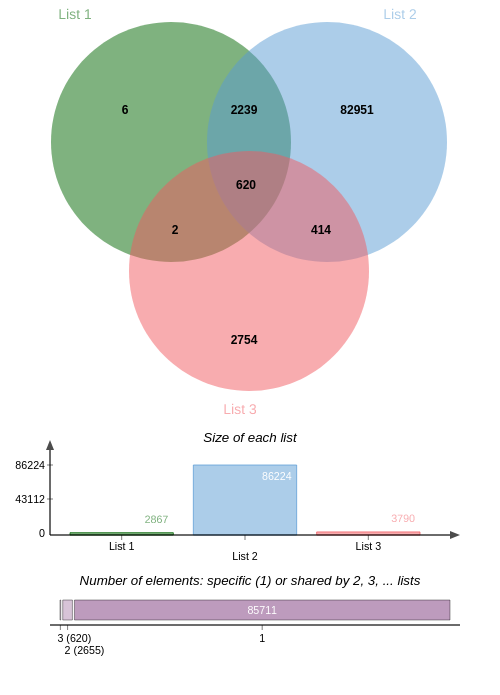 List 1
List 2
6
2239
82951
620
2
414
2754
List 3
Size of each list
86224
43112
0
2867
86224
3790
List 1
List 2
List 3
Number of elements: specific (1) or shared by 2, 3, ... lists
85711
3 (620)
1
2 (2655)